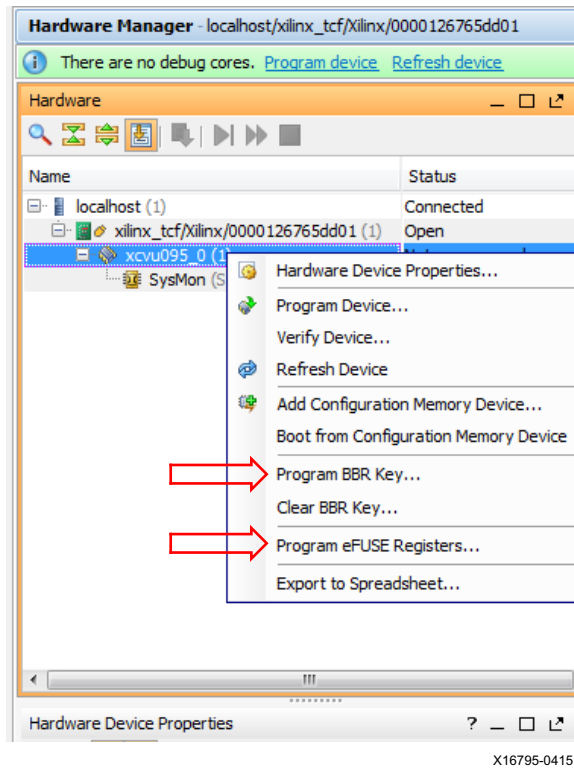 Hardware Manager - localhost/xilinx_tcf/Xilinx/0000126765dd01
There are no debug cores. Program device Refresh device
Hardware
Name Status
localhost (1) Connected
xilinx_tcf/Xilinx/0000126765dd01 (1) Open
xcvu095_0 (1)
SysMon (S
Hardware Device Properties...
Program Device...
Verify Device...
Refresh Device
Add Configuration Memory Device...
Boot from Configuration Memory Device
Program BBR Key...
Clear BBR Key...
Program eFUSE Registers...
Export to Spreadsheet...
Hardware Device Properties ?
X16795-0415